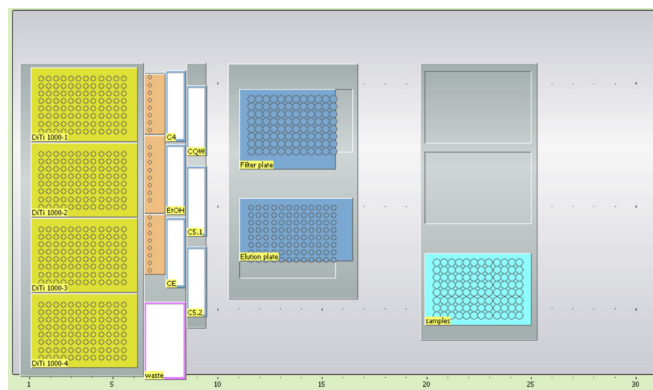 DiTi 1000-1
C4
CQW
Filter plate
DiTi 1000-2
EtOH
C5.1
Elution plate
DiTi 1000-3
CE
C5.2
samples
DiTi 1000-4
waste
1 5 10 15 20 25 30